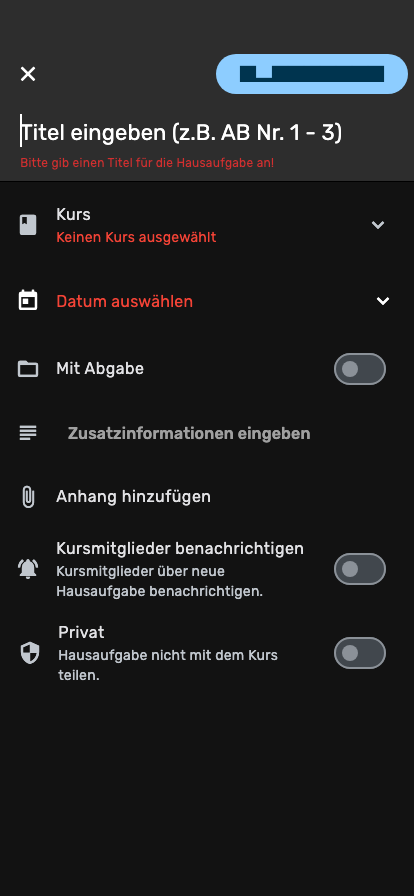 Titel eingeben (z.B. AB Nr. 1 - 3)
Bitte gib einen Titel für die Hausaufgabe an!
Kurs
Keinen Kurs ausgewählt
Datum auswählen
Mit Abgabe
Zusatzinformationen eingeben
Anhang hinzufügen
Kursmitglieder benachrichtigen
Kursmitglieder über neue
Hausaufgabe benachrichtigen.
Privat
Hausaufgabe nicht mit dem Kurs
teilen.